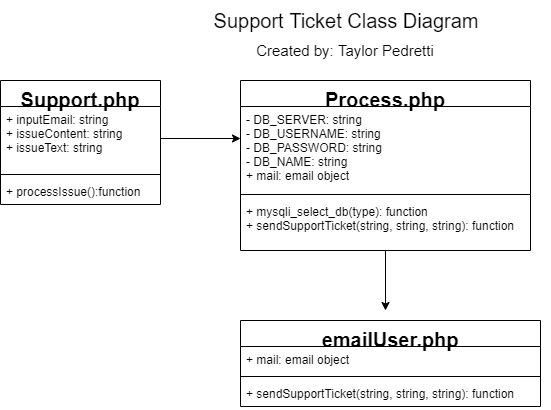 Support Ticket Class Diagram
Created by: Taylor Pedretti
Support.php
+ inputEmail: string
+ issueContent: string
+ issueText: string
+ processIssue():function
Process.php
- DB_SERVER: string
- DB_USERNAME: string
- DB_PASSWORD: string
- DB_NAME: string
+ mail: email object
+ mysqli_select_db(type): function
+ sendSupportTicket(string, string, string): function
emailUser.php
+ mail: email object
+ sendSupportTicket(string, string, string): function